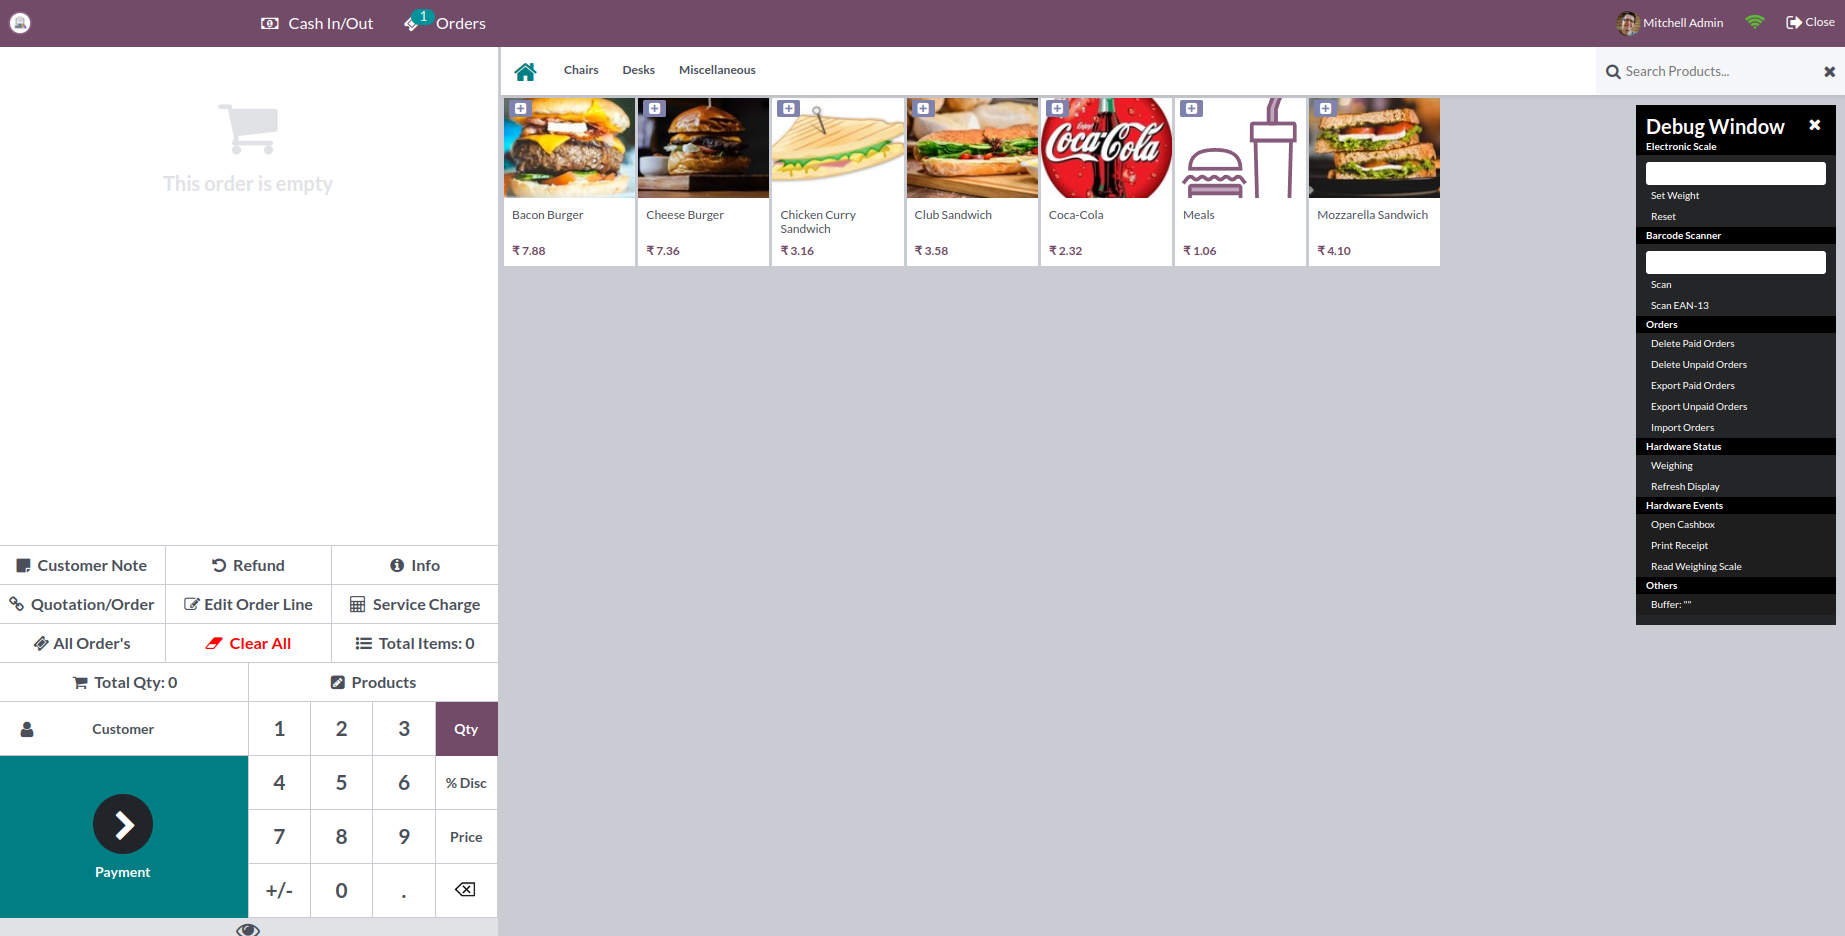 Cash In/Out
1
Orders
Mitchell Admin
Close
Chairs
Desks
Miscellaneous
Search Products...
This order is empty
Bacon Burger
₹ 7.88
Cheese Burger
₹ 7.36
Chicken Curry
Sandwich
₹ 3.16
Club Sandwich
₹ 3.58
Enjoy
Coca-Cola
Coca-Cola
₹ 2.32
Meals
₹ 1.06
Mozzarella Sandwich
₹ 4.10
Debug Window
Electronic Scale
Set Weight
Reset
Barcode Scanner
Scan
Scan EAN-13
Orders
Delete Paid Orders
Delete Unpaid Orders
Export Paid Orders
Export Unpaid Orders
Import Orders
Hardware Status
Weighing
Refresh Display
Hardware Events
Open Cashbox
Print Receipt
Read Weighing Scale
Others
Buffer: ""
Customer Note
Refund
Info
Quotation/Order
Edit Order Line
Service Charge
All Order's
Clear All
Total Items: 0
Total Qty: 0
Products
Customer
1 2 3 Qty
4 5 6 % Disc
7 8 9 Price
+/- 0 .
Payment